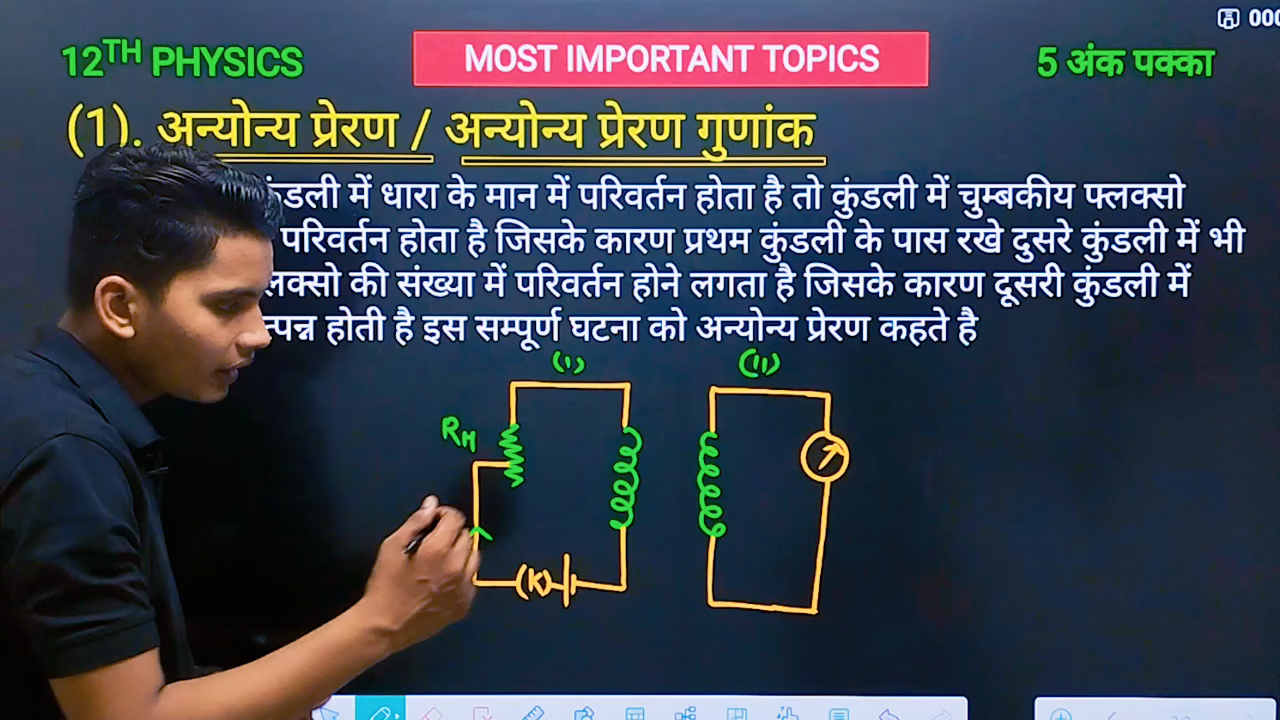 000
12TH PHYSICS
MOST IMPORTANT TOPICS
5 अंक पक्का
(1). अन्योन्य प्रेरण / अन्योन्य प्रेरण गुणांक
में धारा के मान में परिवर्तन होता है तो कुंडली में चुम्बकीय फ्लक्सो
परिवर्तन होता है जिसके कारण प्रथम कुंडली के पास रखे दुसरे कुंडली में भी
की संख्या में परिवर्तन होने लगता है जिसके कारण दूसरी कुंडली में
होती है इस सम्पूर्ण घटना को अन्योन्य प्रेरण कहते है
(I) (II)
RH
(K)